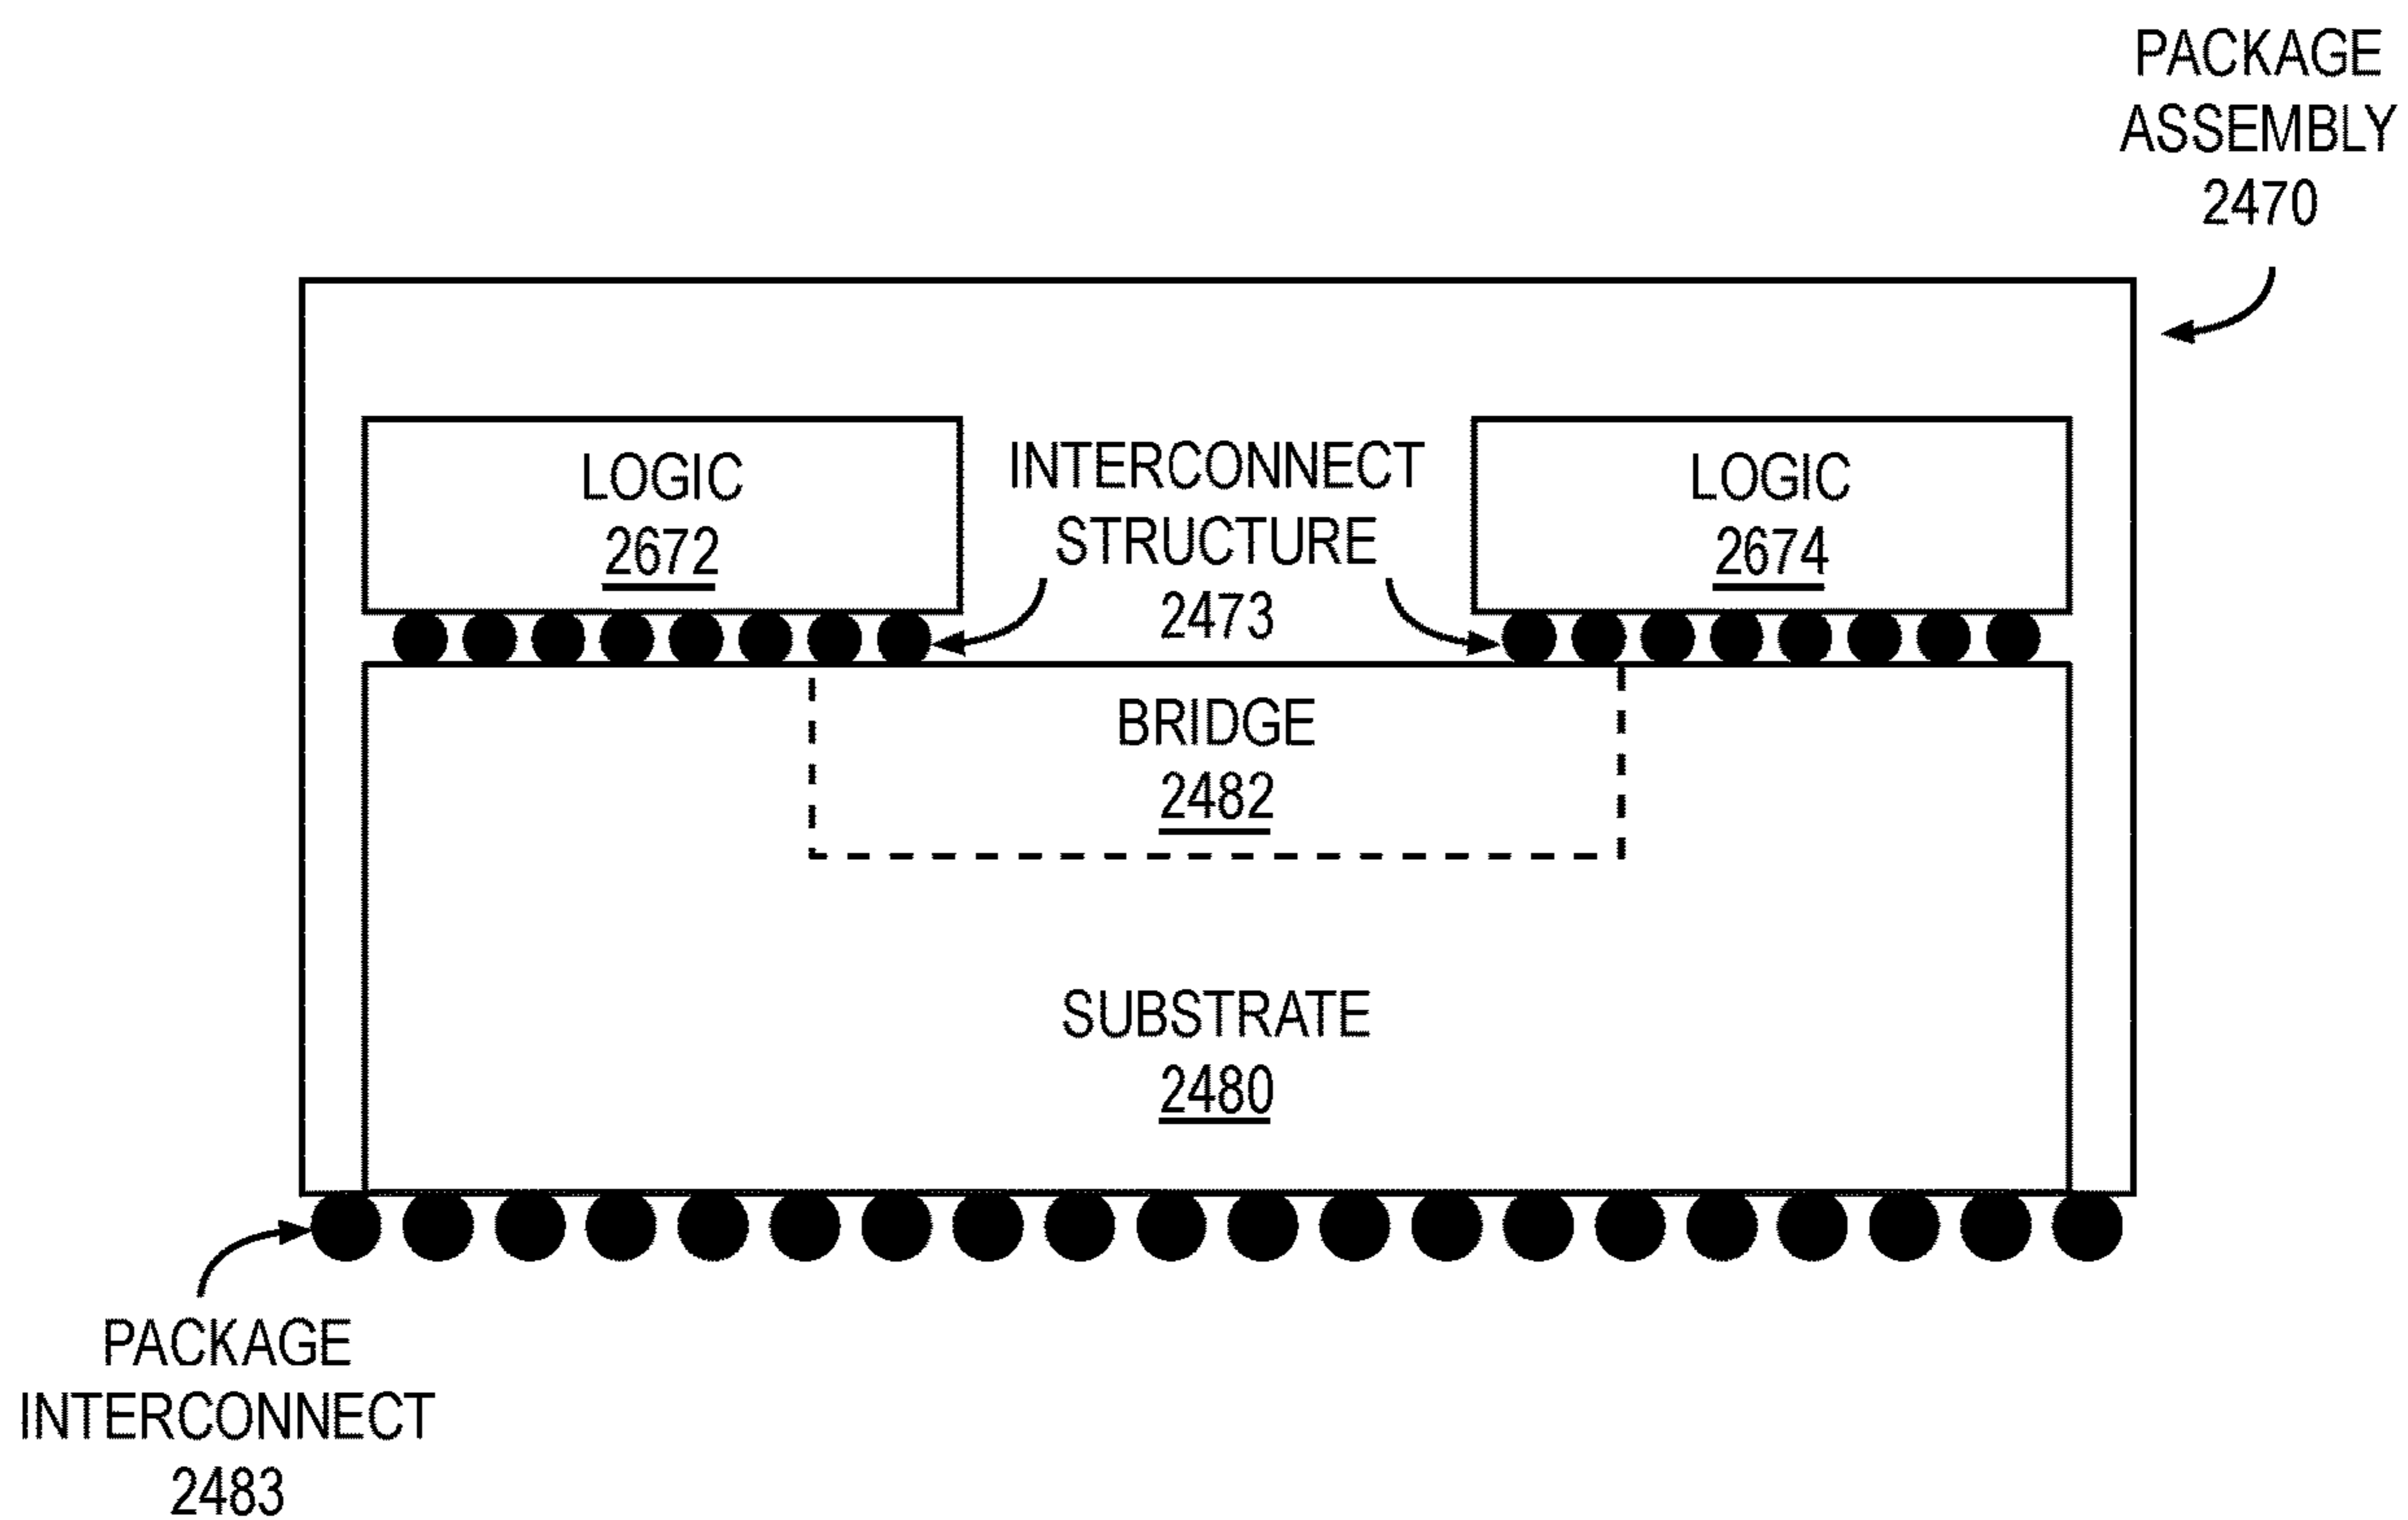 PACKAGE
ASSEMBLY
2470
LOGIC
2672
INTERCONNECT
STRUCTURE
2473
LOGIC
2674
BRIDGE
2482
SUBSTRATE
2480
PACKAGE
INTERCONNECT
2483